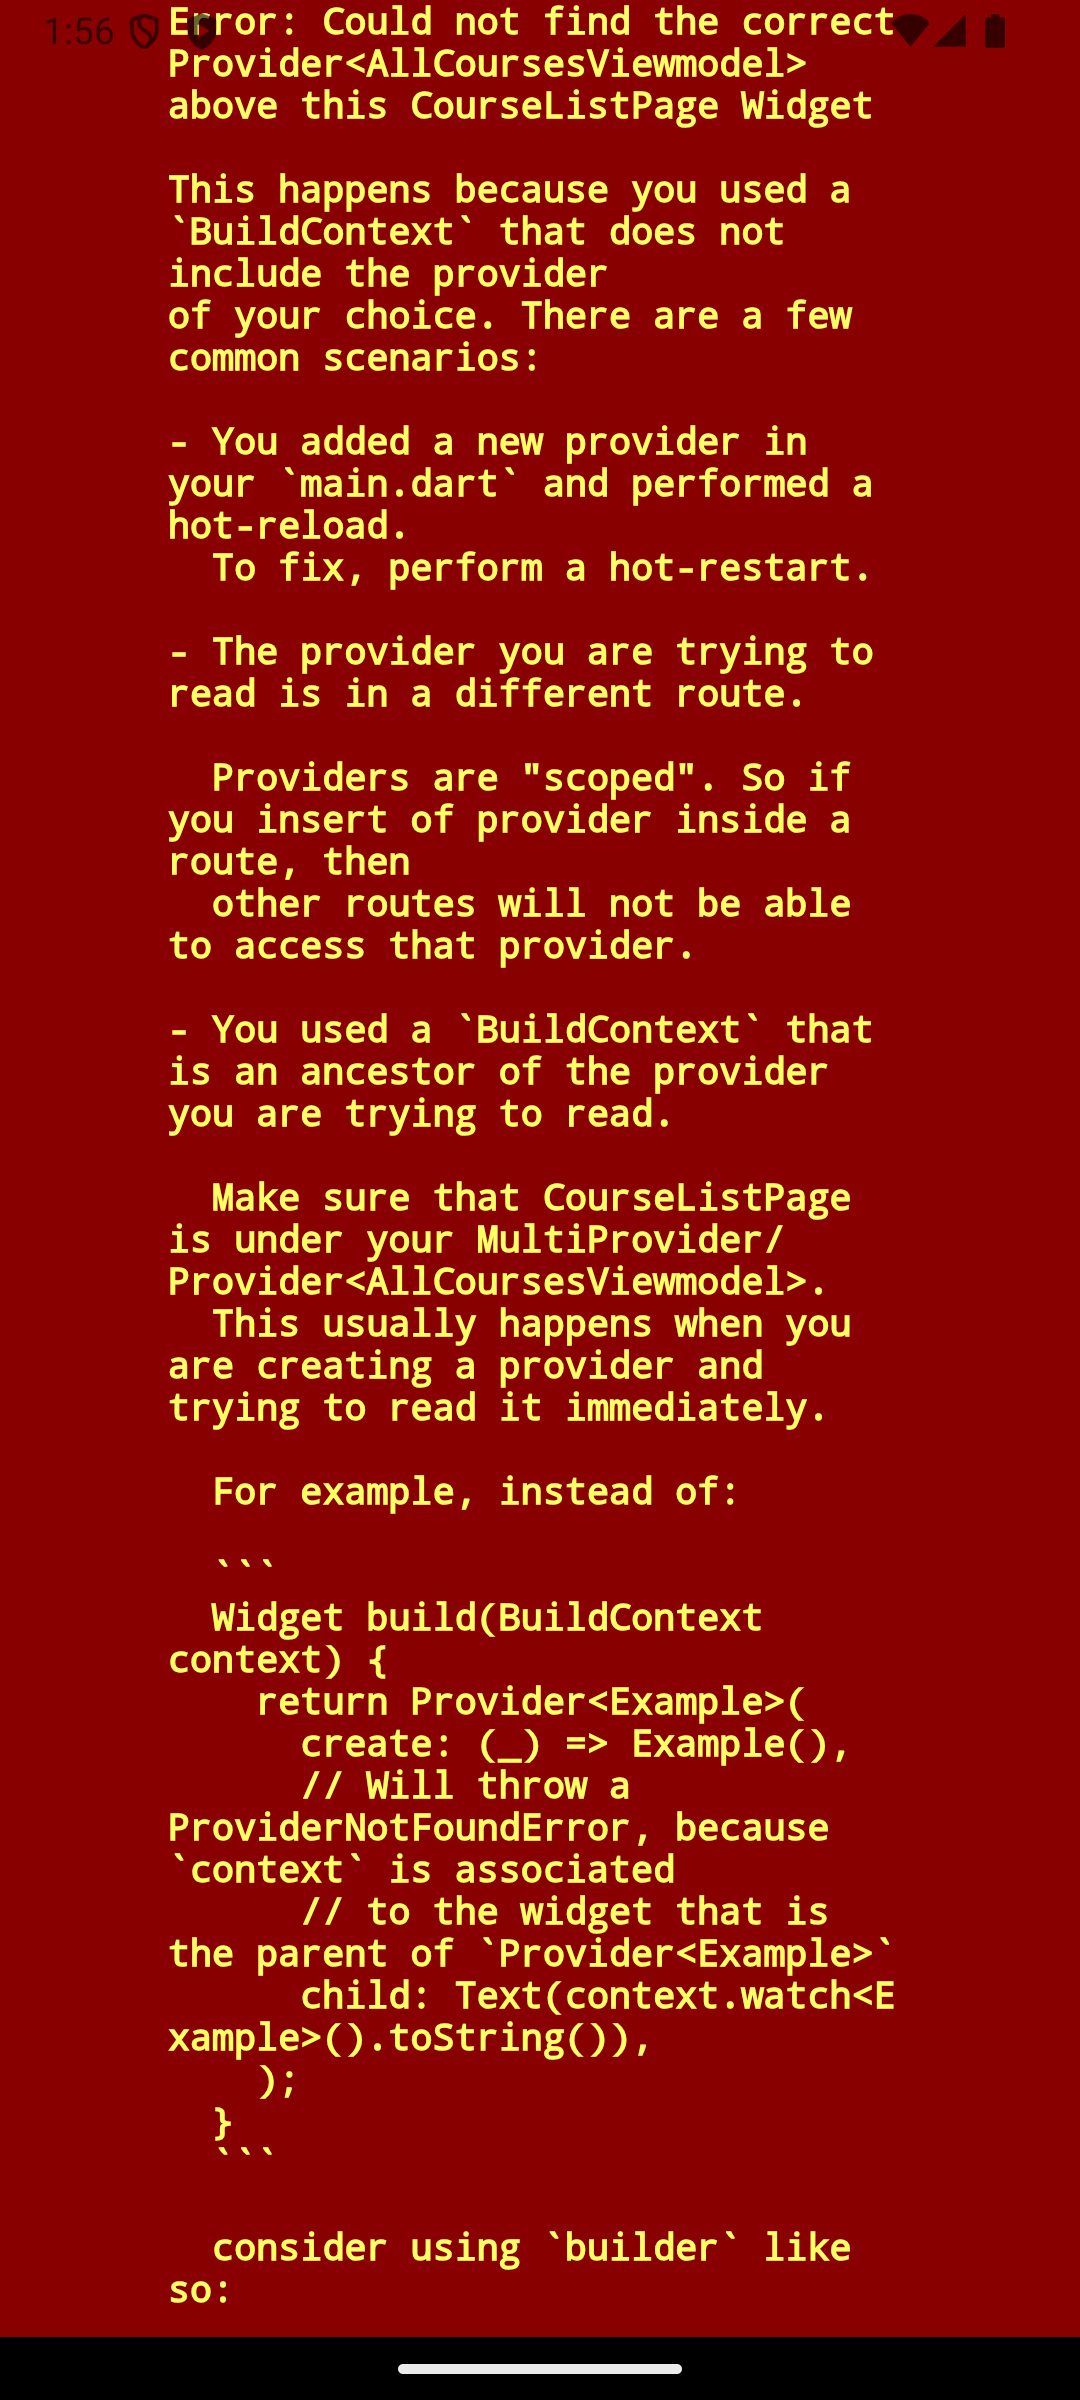 1:56
Error: Could not find the correct
Provider<AllCoursesViewmodel>
above this CourseListPage Widget
This happens because you used a
`BuildContext` that does not
include the provider
of your choice. There are a few
common scenarios:
- You added a new provider in
your `main.dart` and performed a
hot-reload.
To fix, perform a hot-restart.
- The provider you are trying to
read is in a different route.
Providers are "scoped". So if
you insert of provider inside a
route, then
other routes will not be able
to access that provider.
- You used a `BuildContext` that
is an ancestor of the provider
you are trying to read.
Make sure that CourseListPage
is under your MultiProvider/
Provider<AllCoursesViewmodel>.
This usually happens when you
are creating a provider and
trying to read it immediately.
For example, instead of:
```
Widget build(BuildContext
context) {
return Provider<Example>(
create: (_) => Example(),
// Will throw a
ProviderNotFoundError, because
`context` is associated
// to the widget that is
the parent of `Provider<Example>`
child: Text(context.watch<E
xample>().toString()),
);
}
```
consider using `builder` like
so: